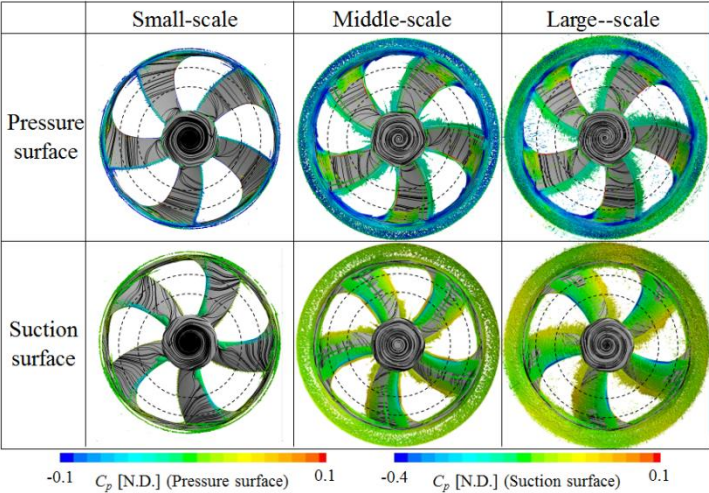 Small-scale
Middle-scale
Large--scale
Pressure
surface
Suction
surface
-0.1 Cp [N.D.] (Pressure surface) 0.1
-0.4 Cp [N.D.] (Suction surface) 0.1